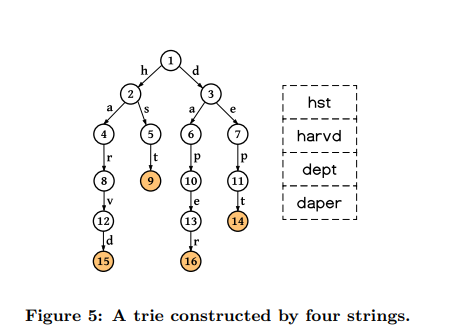 1
h d
2 3
a s a e
4 5 6 7
r t p p
8 9 10 11
v e t
12 13 14
d r
15 16
hst
harvd
dept
daper
Figure 5: A trie constructed by four strings.